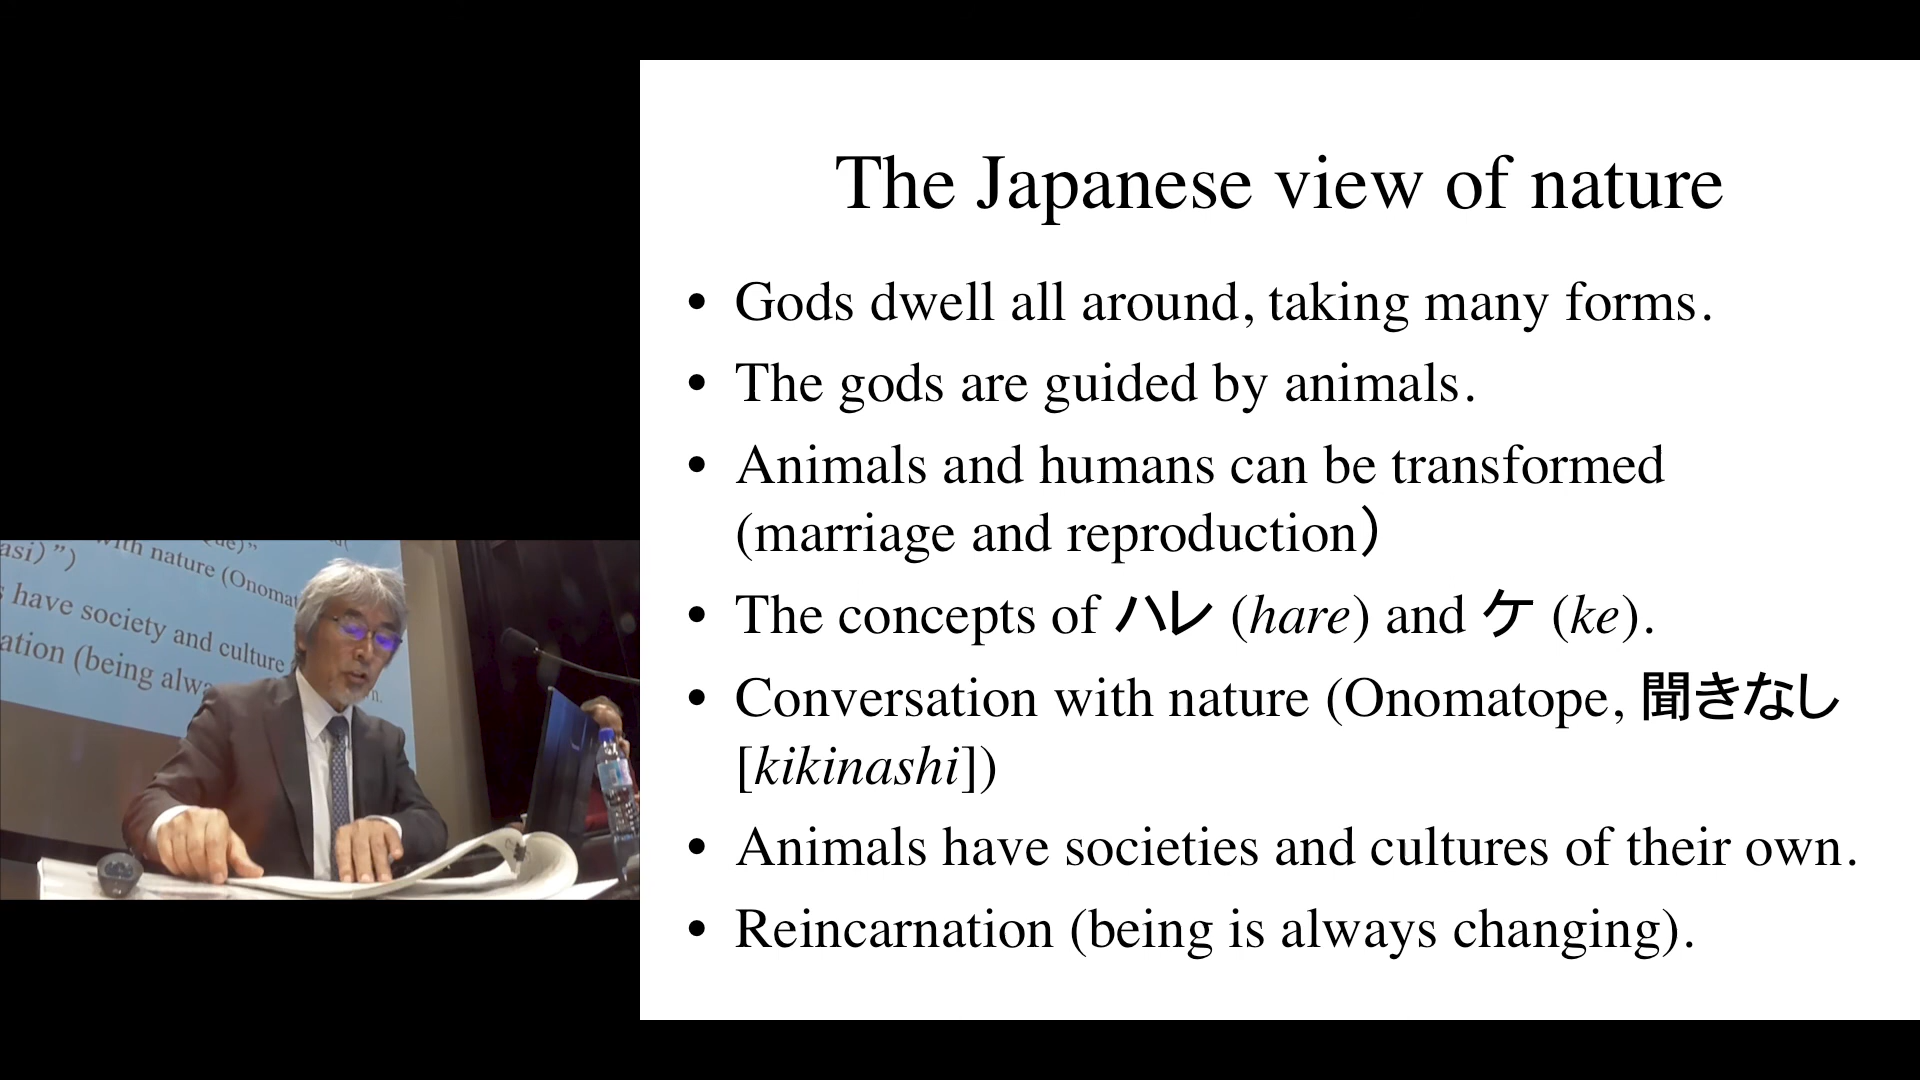 The Japanese view of nature
• Gods dwell all around, taking many forms.
• The gods are guided by animals.
• Animals and humans can be transformed
(marriage and reproduction）
• The concepts of ハレ (hare) and ケ (ke).
• Conversation with nature (Onomatope, 聞きなし
[kikinashi])
• Animals have societies and cultures of their own.
• Reincarnation (being is always changing).
asi)”)
with nature (Onomat
have society and culture
ation (being alw